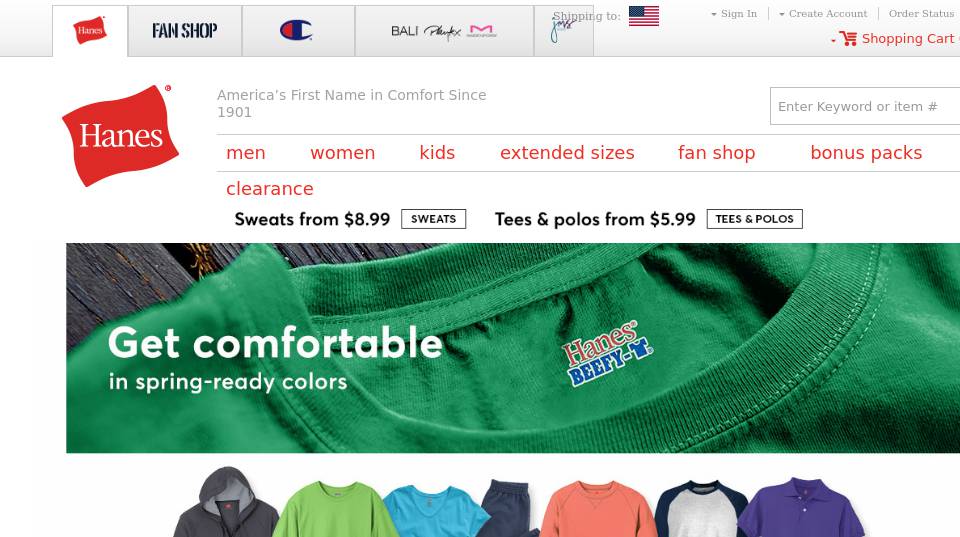 Hanes
FAN SHOP
BALI Playtex
MAIDENFORM
jms
Shipping to:
Sign In
Create Account
Order Status
Shopping Cart
Hanes®
America’s First Name in Comfort Since
1901
Enter Keyword or item #
men women kids extended sizes fan shop bonus packs
clearance
Sweats from $8.99 SWEATS Tees & polos from $5.99 TEES & POLOS
Get comfortable
in spring-ready colors
Hanes®
BEEFY-T®